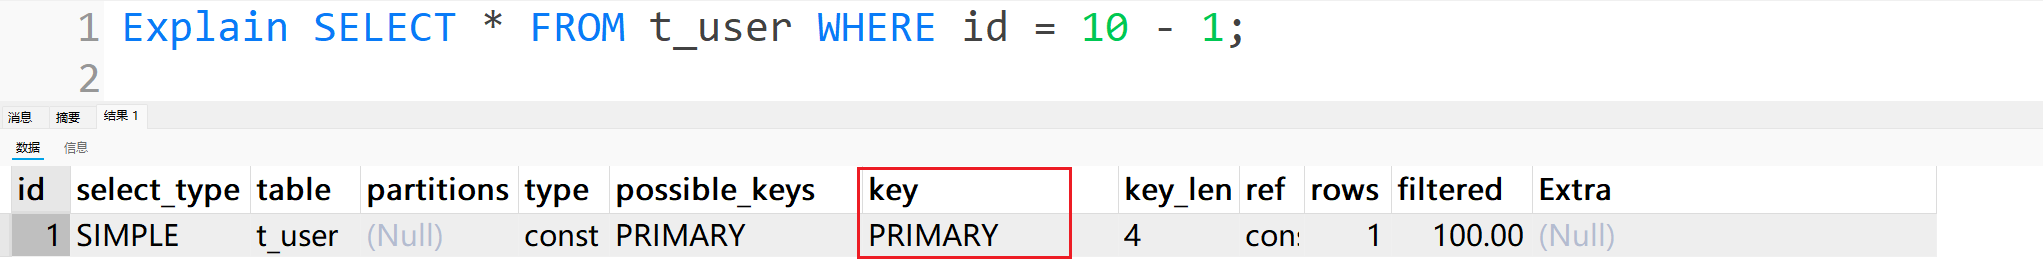 1 Explain SELECT * FROM t_user WHERE id = 10 - 1;
2
消息 摘要 结果 1
数据 信息
id select_type table partitions type possible_keys key key_len ref rows filtered Extra
1 SIMPLE t_user (Null) const PRIMARY PRIMARY 4 con 1 100.00 (Null)